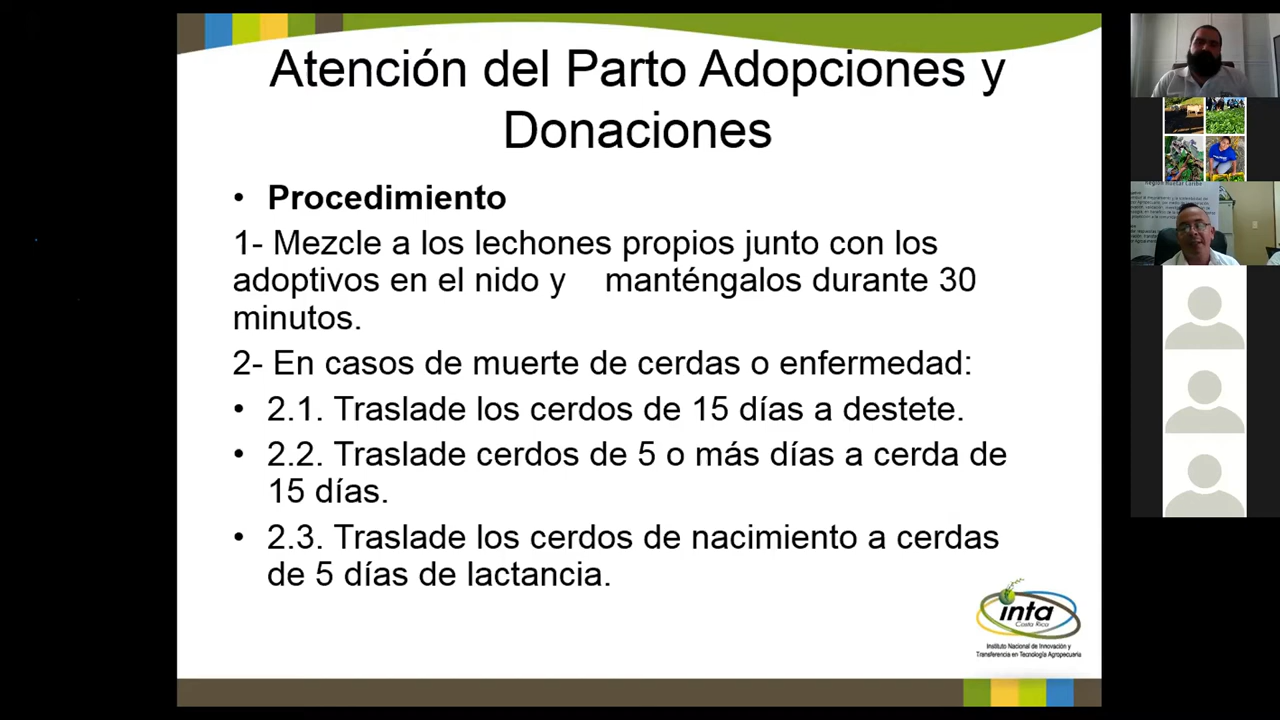 Atención del Parto Adopciones y
Donaciones
• Procedimiento
1- Mezcle a los lechones propios junto con los
adoptivos en el nido y manténgalos durante 30
minutos.
2- En casos de muerte de cerdas o enfermedad:
• 2.1. Traslade los cerdos de 15 días a destete.
• 2.2. Traslade cerdos de 5 o más días a cerda de
15 días.
• 2.3. Traslade los cerdos de nacimiento a cerdas
de 5 días de lactancia.
inta
Costa Rica
Instituto Nacional de Innovación y
Transferencia en Tecnología Agropecuaria
Región Huetar Caribe